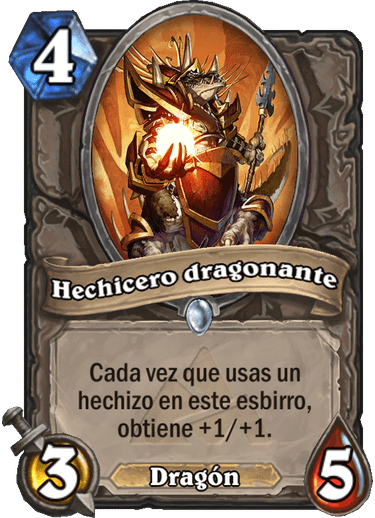 4
Hechicero dragonante
Cada vez que usas un
hechizo en este esbirro,
obtiene +1/+1.
3
Dragón
5